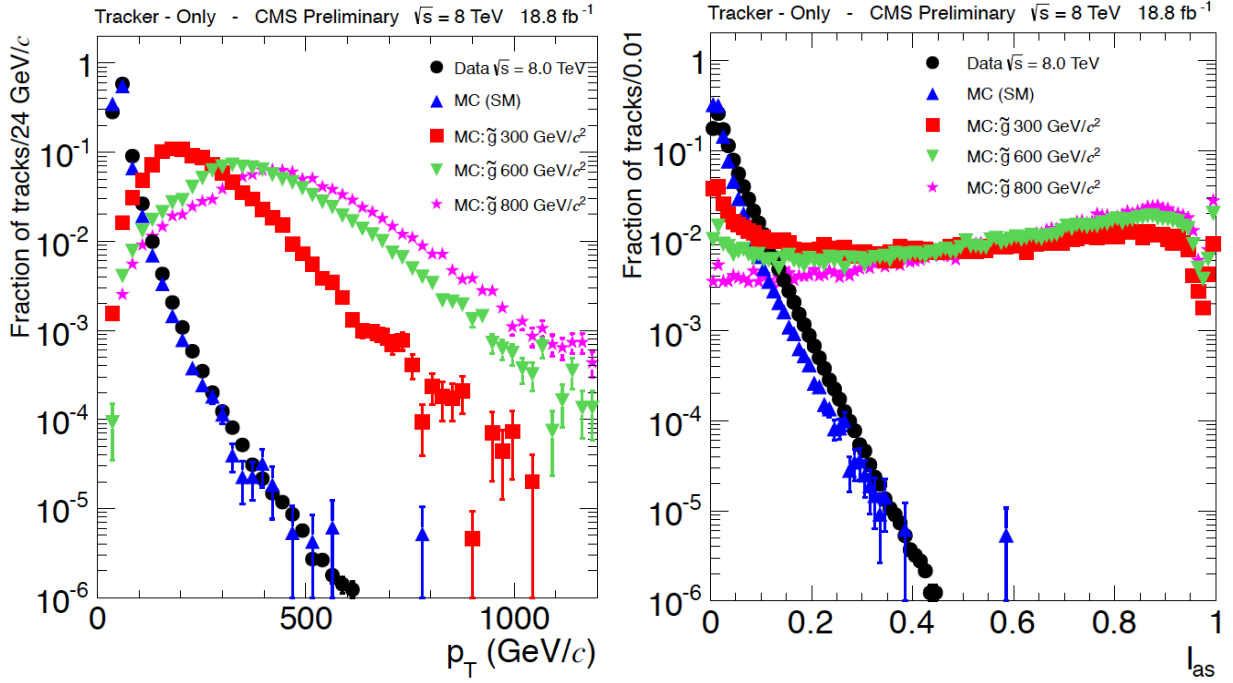 Tracker - Only - CMS Preliminary √s = 8 TeV 18.8 fb⁻¹
Fraction of tracks/24 GeV/c
1
10⁻¹
10⁻²
10⁻³
10⁻⁴
10⁻⁵
10⁻⁶
Data √s = 8.0 TeV
MC (SM)
MC: g̃ 300 GeV/c²
MC: g̃ 600 GeV/c²
MC: g̃ 800 GeV/c²
0 500 1000
p_T (GeV/c)
Tracker - Only - CMS Preliminary √s = 8 TeV 18.8 fb⁻¹
Fraction of tracks/0.01
1
10⁻¹
10⁻²
10⁻³
10⁻⁴
10⁻⁵
10⁻⁶
Data √s = 8.0 TeV
MC (SM)
MC: g̃ 300 GeV/c²
MC: g̃ 600 GeV/c²
MC: g̃ 800 GeV/c²
0 0.2 0.4 0.6 0.8 1
I_as